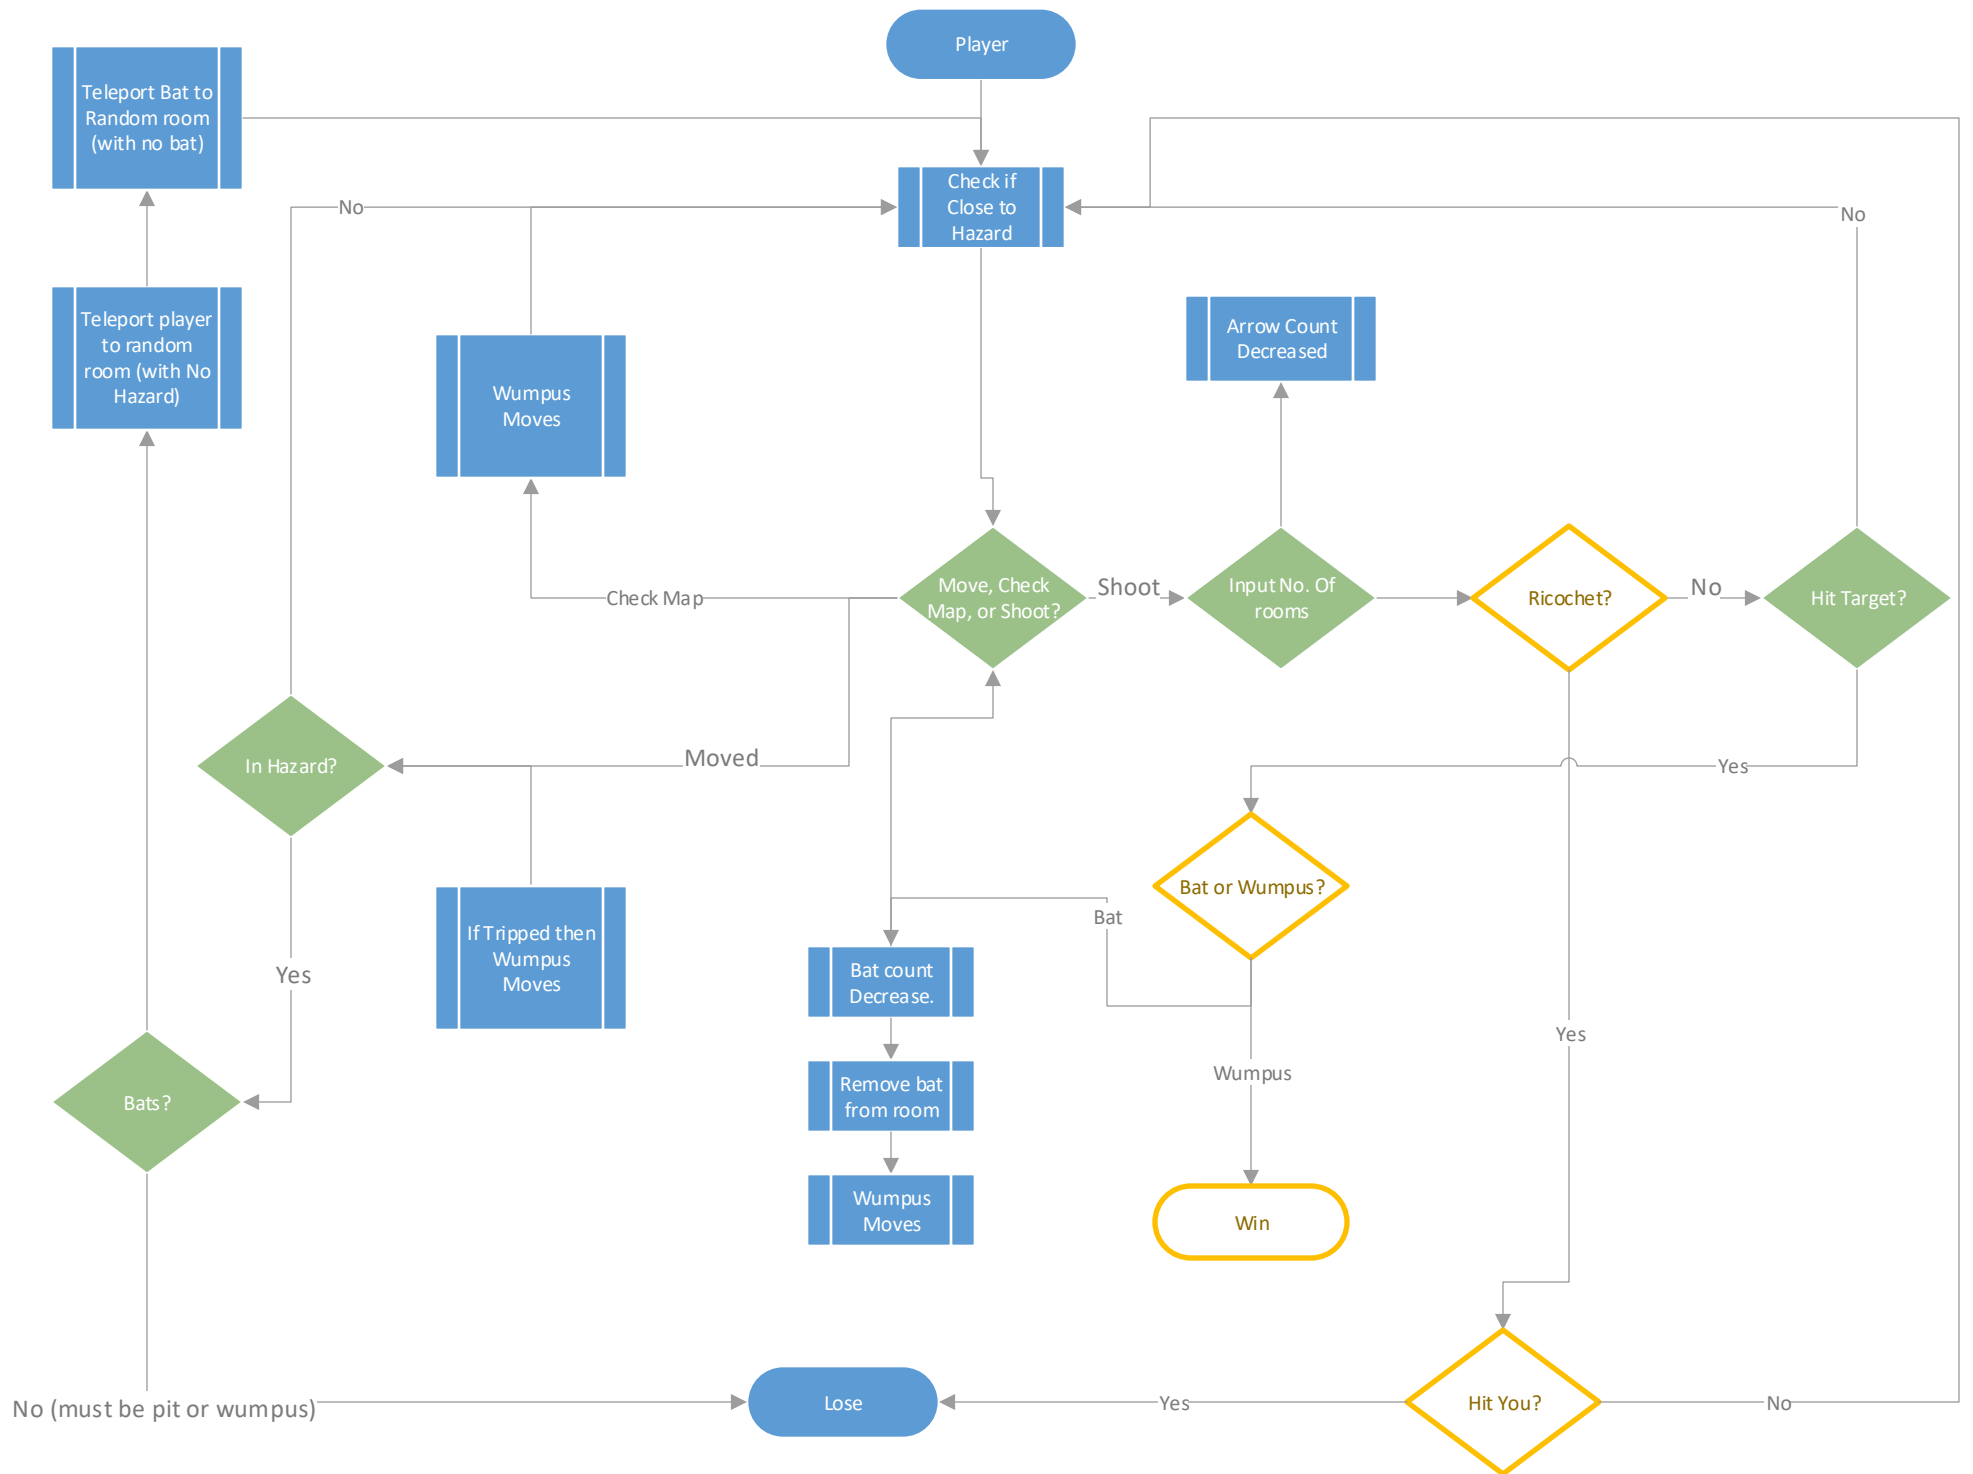 Player
Teleport Bat to
Random room
(with no bat)
Check if
Close to
Hazard
No
No
Teleport player
to random
room (with No
Hazard)
Arrow Count
Decreased
Wumpus
Moves
Move, Check
Map, or Shoot?
Shoot
Input No. Of
rooms
Ricochet?
No
Hit Target?
Check Map
In Hazard?
Moved
Yes
Bat or Wumpus?
Bat
If Tripped then
Wumpus
Moves
Yes
Bat count
Decrease.
Yes
Wumpus
Bats?
Remove bat
from room
Wumpus
Moves
Win
No (must be pit or wumpus)
Lose
Yes
Hit You?
No